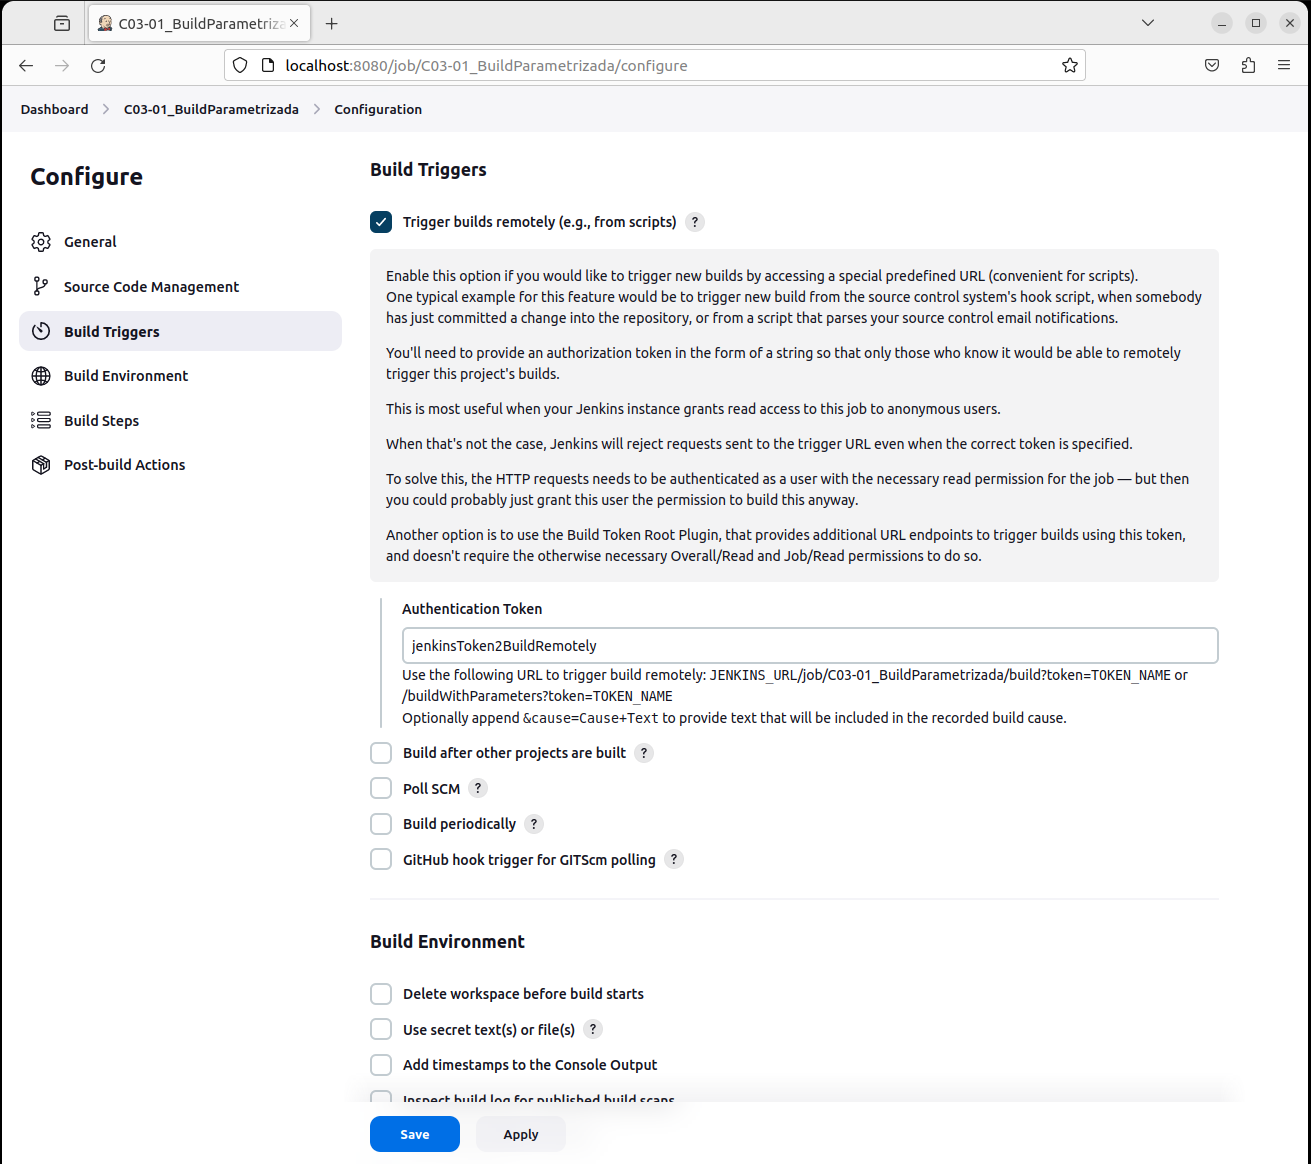 C03-01_BuildParametriza
localhost:8080/job/C03-01_BuildParametrizada/configure
Dashboard > C03-01_BuildParametrizada > Configuration
Configure
General
Source Code Management
Build Triggers
Build Environment
Build Steps
Post-build Actions
Build Triggers
Trigger builds remotely (e.g., from scripts) ?
Enable this option if you would like to trigger new builds by accessing a special predefined URL (convenient for scripts).
One typical example for this feature would be to trigger new build from the source control system's hook script, when somebody
has just committed a change into the repository, or from a script that parses your source control email notifications.
You'll need to provide an authorization token in the form of a string so that only those who know it would be able to remotely
trigger this project's builds.
This is most useful when your Jenkins instance grants read access to this job to anonymous users.
When that's not the case, Jenkins will reject requests sent to the trigger URL even when the correct token is specified.
To solve this, the HTTP requests needs to be authenticated as a user with the necessary read permission for the job — but then
you could probably just grant this user the permission to build this anyway.
Another option is to use the Build Token Root Plugin, that provides additional URL endpoints to trigger builds using this token,
and doesn't require the otherwise necessary Overall/Read and Job/Read permissions to do so.
Authentication Token
jenkinsToken2BuildRemotely
Use the following URL to trigger build remotely: JENKINS_URL/job/C03-01_BuildParametrizada/build?token=TOKEN_NAME or
/buildWithParameters?token=TOKEN_NAME
Optionally append &cause=Cause+Text to provide text that will be included in the recorded build cause.
Build after other projects are built ?
Poll SCM ?
Build periodically ?
GitHub hook trigger for GITScm polling ?
Build Environment
Delete workspace before build starts
Use secret text(s) or file(s) ?
Add timestamps to the Console Output
Inspect build log for published build scans
Save
Apply